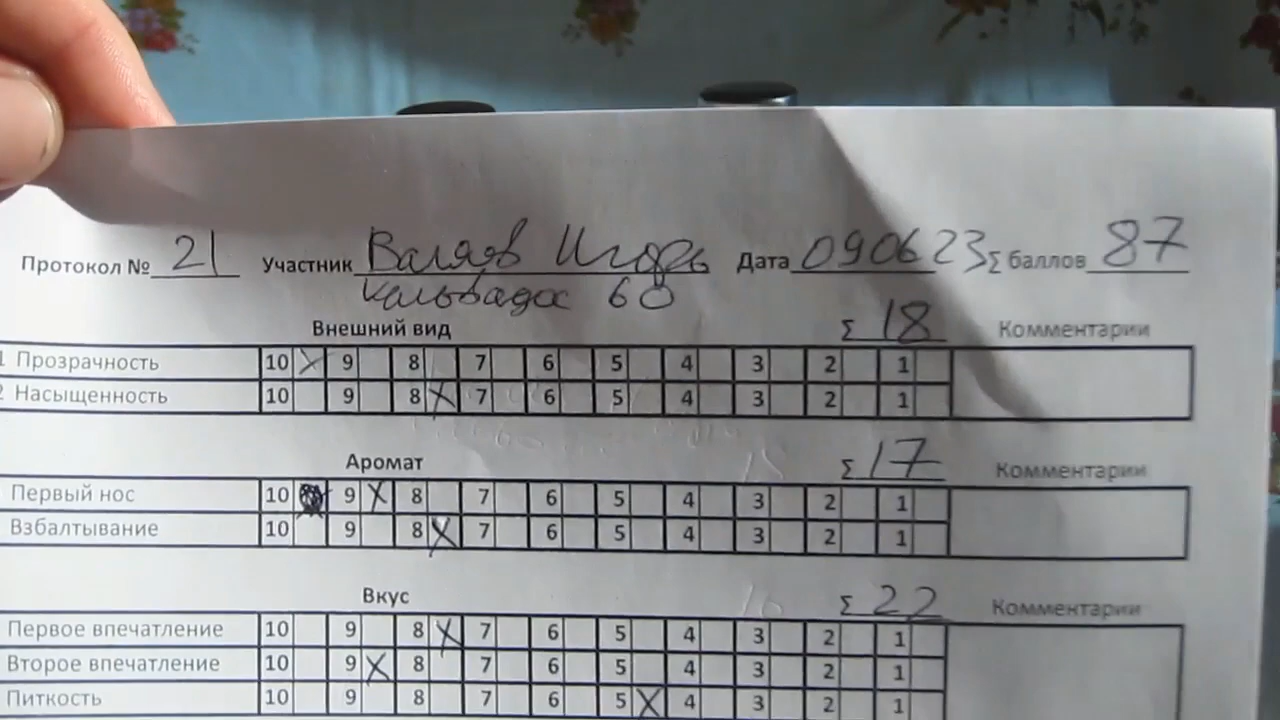 Протокол № 21 Участник Валяев Игорь Дата 090623 Σ баллов 87
Кальвадос 60
Внешний вид Σ 18 Комментарии
1 Прозрачность 10 X 9 8 7 6 5 4 3 2 1
2 Насыщенность 10 9 8 X 7 6 5 4 3 2 1
Аромат Σ 17 Комментарии
Первый нос 10 9 X 8 7 6 5 4 3 2 1
Взбалтывание 10 9 8 X 7 6 5 4 3 2 1
Вкус Σ 22 Комментарии
Первое впечатление 10 9 8 X 7 6 5 4 3 2 1
Второе впечатление 10 9 X 8 7 6 5 4 3 2 1
Питкость 10 9 8 7 6 5 X 4 3 2 1